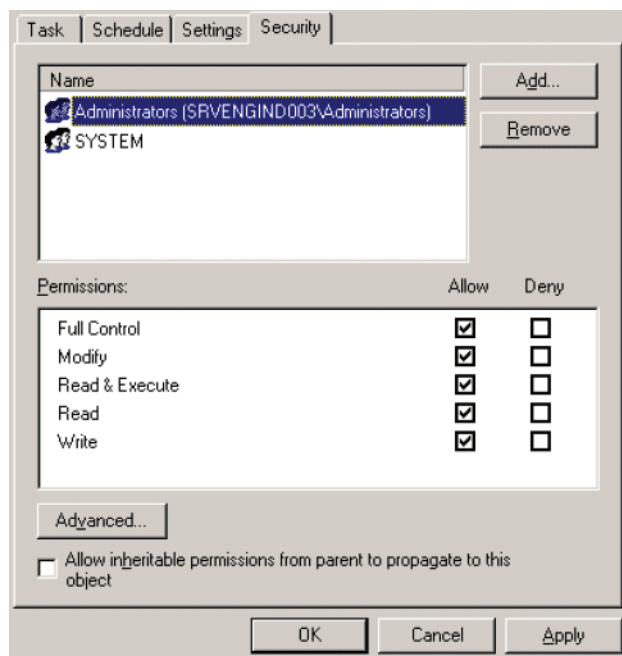 Task Schedule Settings Security
Name
Add...
Administrators (SRVENGIND003\Administrators)
SYSTEM
Remove
Permissions: Allow Deny
Full Control
Modify
Read & Execute
Read
Write
Advanced...
Allow inheritable permissions from parent to propagate to this
object
OK Cancel Apply